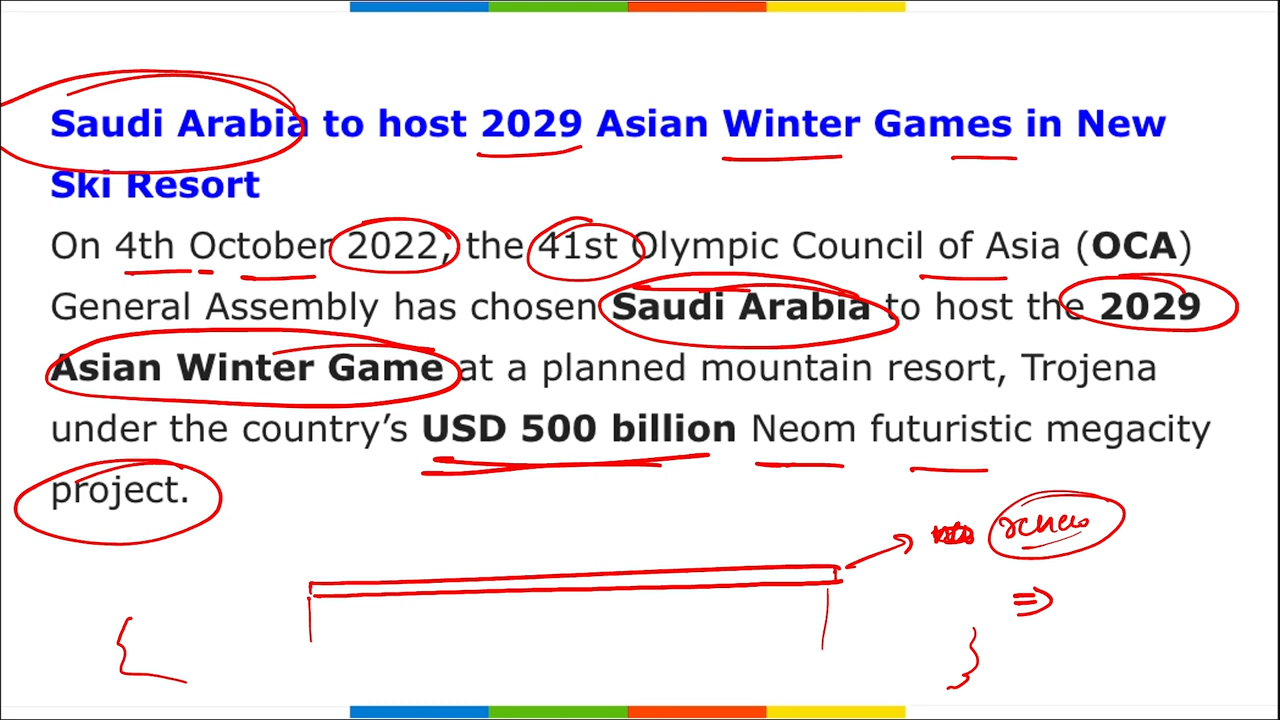 Saudi Arabia to host 2029 Asian Winter Games in New
Ski Resort
On 4th October 2022, the 41st Olympic Council of Asia (OCA)
General Assembly has chosen Saudi Arabia to host the 2029
Asian Winter Game at a planned mountain resort, Trojena
under the country’s USD 500 billion Neom futuristic megacity
project.